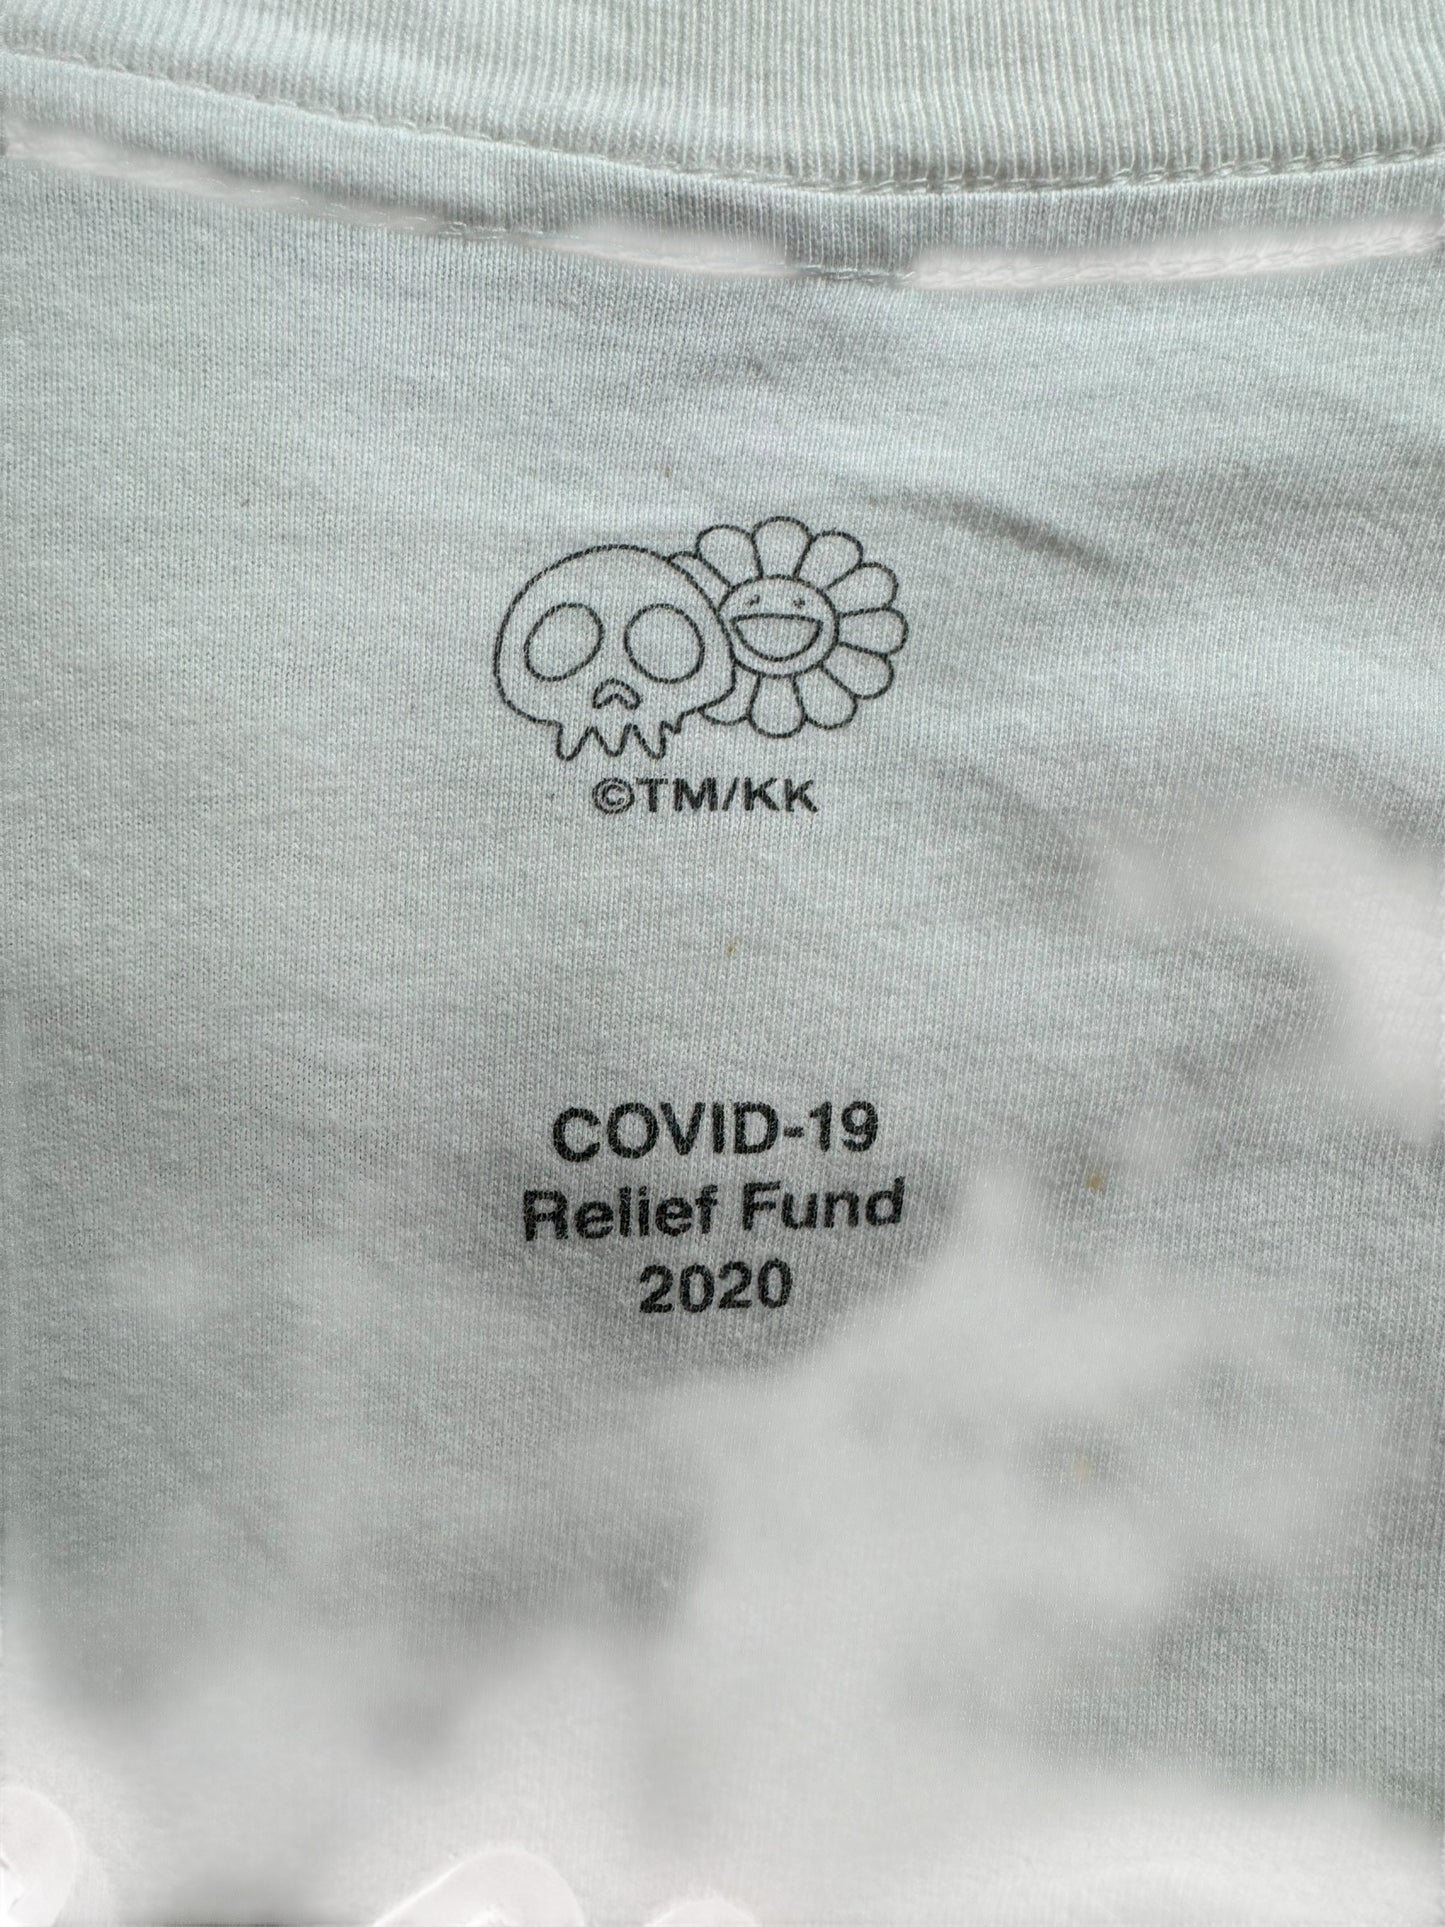 ©TM/KK
COVID-19
Relief Fund
2020